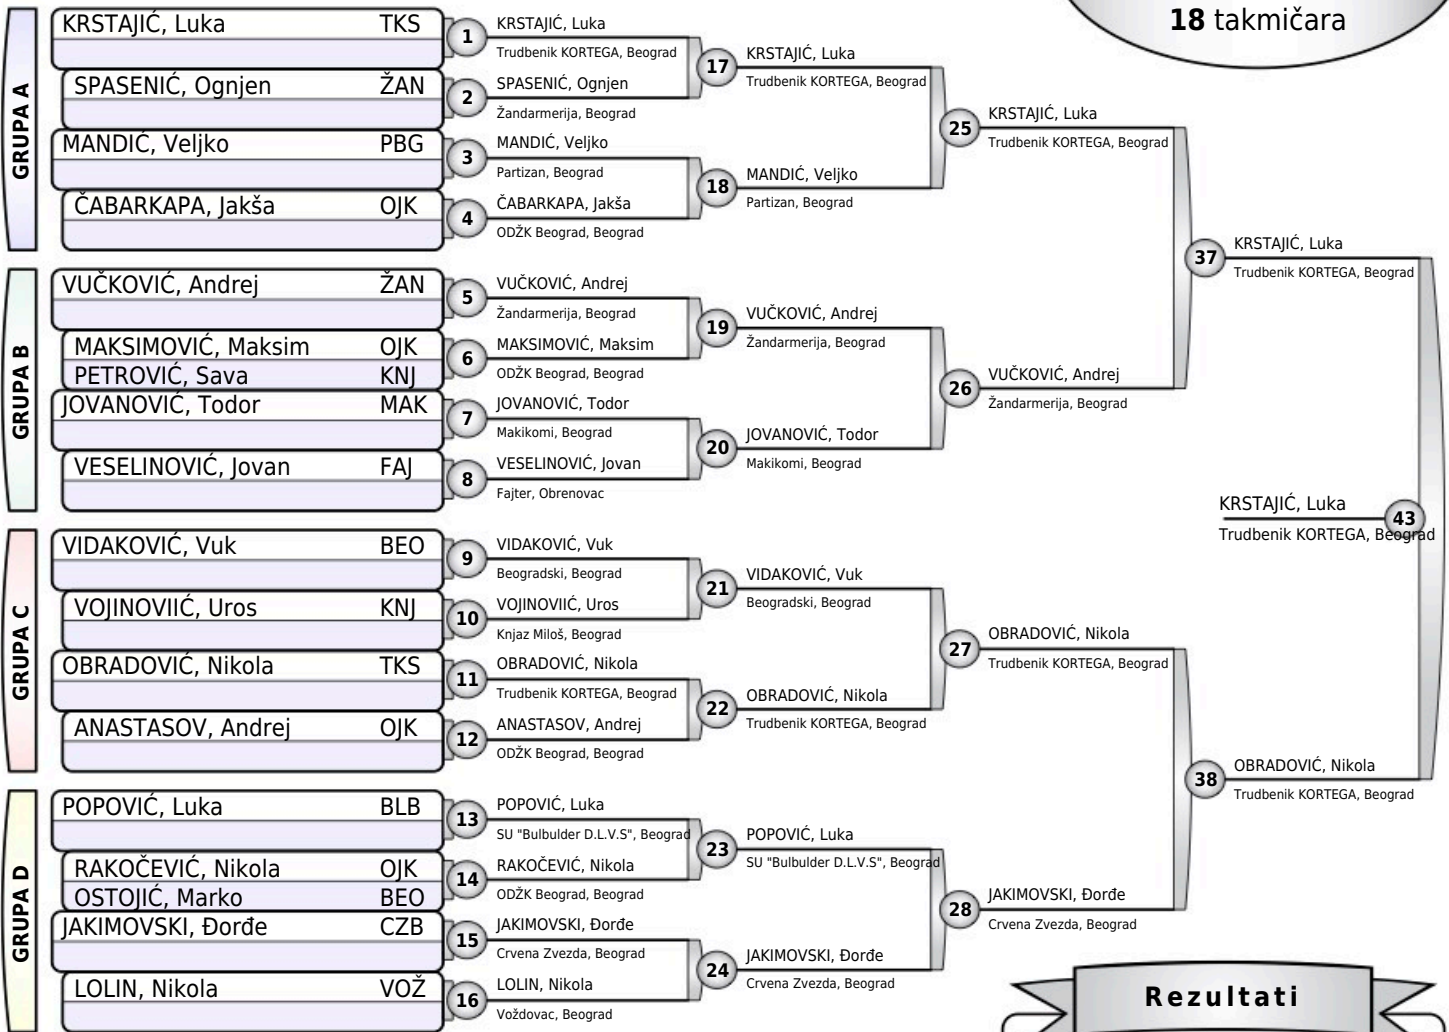 18 takmičara
GRUPA A
KRSTAJIĆ, Luka TKS
SPASENIĆ, Ognjen ŽAN
MANDIĆ, Veljko PBG
ČABARKAPA, Jakša OJK
GRUPA B
VUČKOVIĆ, Andrej ŽAN
MAKSIMOVIĆ, Maksim OJK
PETROVIĆ, Sava KNJ
JOVANOVIĆ, Todor MAK
VESELINOVIĆ, Jovan FAJ
GRUPA C
VIDAKOVIĆ, Vuk BEO
VOJINOVIIĆ, Uros KNJ
OBRADOVIĆ, Nikola TKS
ANASTASOV, Andrej OJK
GRUPA D
POPOVIĆ, Luka BLB
RAKOČEVIĆ, Nikola OJK
OSTOJIĆ, Marko BEO
JAKIMOVSKI, Đorđe CZB
LOLIN, Nikola VOŽ
1
KRSTAJIĆ, Luka
Trudbenik KORTEGA, Beograd
2
SPASENIĆ, Ognjen
Žandarmerija, Beograd
3
MANDIĆ, Veljko
Partizan, Beograd
4
ČABARKAPA, Jakša
ODŽK Beograd, Beograd
5
VUČKOVIĆ, Andrej
Žandarmerija, Beograd
6
MAKSIMOVIĆ, Maksim
ODŽK Beograd, Beograd
7
JOVANOVIĆ, Todor
Makikomi, Beograd
8
VESELINOVIĆ, Jovan
Fajter, Obrenovac
9
VIDAKOVIĆ, Vuk
Beogradski, Beograd
10
VOJINOVIIĆ, Uros
Knjaz Miloš, Beograd
11
OBRADOVIĆ, Nikola
Trudbenik KORTEGA, Beograd
12
ANASTASOV, Andrej
ODŽK Beograd, Beograd
13
POPOVIĆ, Luka
SU "Bulbulder D.L.V.S", Beograd
14
RAKOČEVIĆ, Nikola
ODŽK Beograd, Beograd
15
JAKIMOVSKI, Đorđe
Crvena Zvezda, Beograd
16
LOLIN, Nikola
Voždovac, Beograd
17
KRSTAJIĆ, Luka
Trudbenik KORTEGA, Beograd
18
MANDIĆ, Veljko
Partizan, Beograd
19
VUČKOVIĆ, Andrej
Žandarmerija, Beograd
20
JOVANOVIĆ, Todor
Makikomi, Beograd
21
VIDAKOVIĆ, Vuk
Beogradski, Beograd
22
OBRADOVIĆ, Nikola
Trudbenik KORTEGA, Beograd
23
POPOVIĆ, Luka
SU "Bulbulder D.L.V.S", Beograd
24
JAKIMOVSKI, Đorđe
Crvena Zvezda, Beograd
25
KRSTAJIĆ, Luka
Trudbenik KORTEGA, Beograd
26
VUČKOVIĆ, Andrej
Žandarmerija, Beograd
27
OBRADOVIĆ, Nikola
Trudbenik KORTEGA, Beograd
28
JAKIMOVSKI, Đorđe
Crvena Zvezda, Beograd
37
KRSTAJIĆ, Luka
Trudbenik KORTEGA, Beograd
38
OBRADOVIĆ, Nikola
Trudbenik KORTEGA, Beograd
KRSTAJIĆ, Luka
43
Trudbenik KORTEGA, Beograd
Rezultati